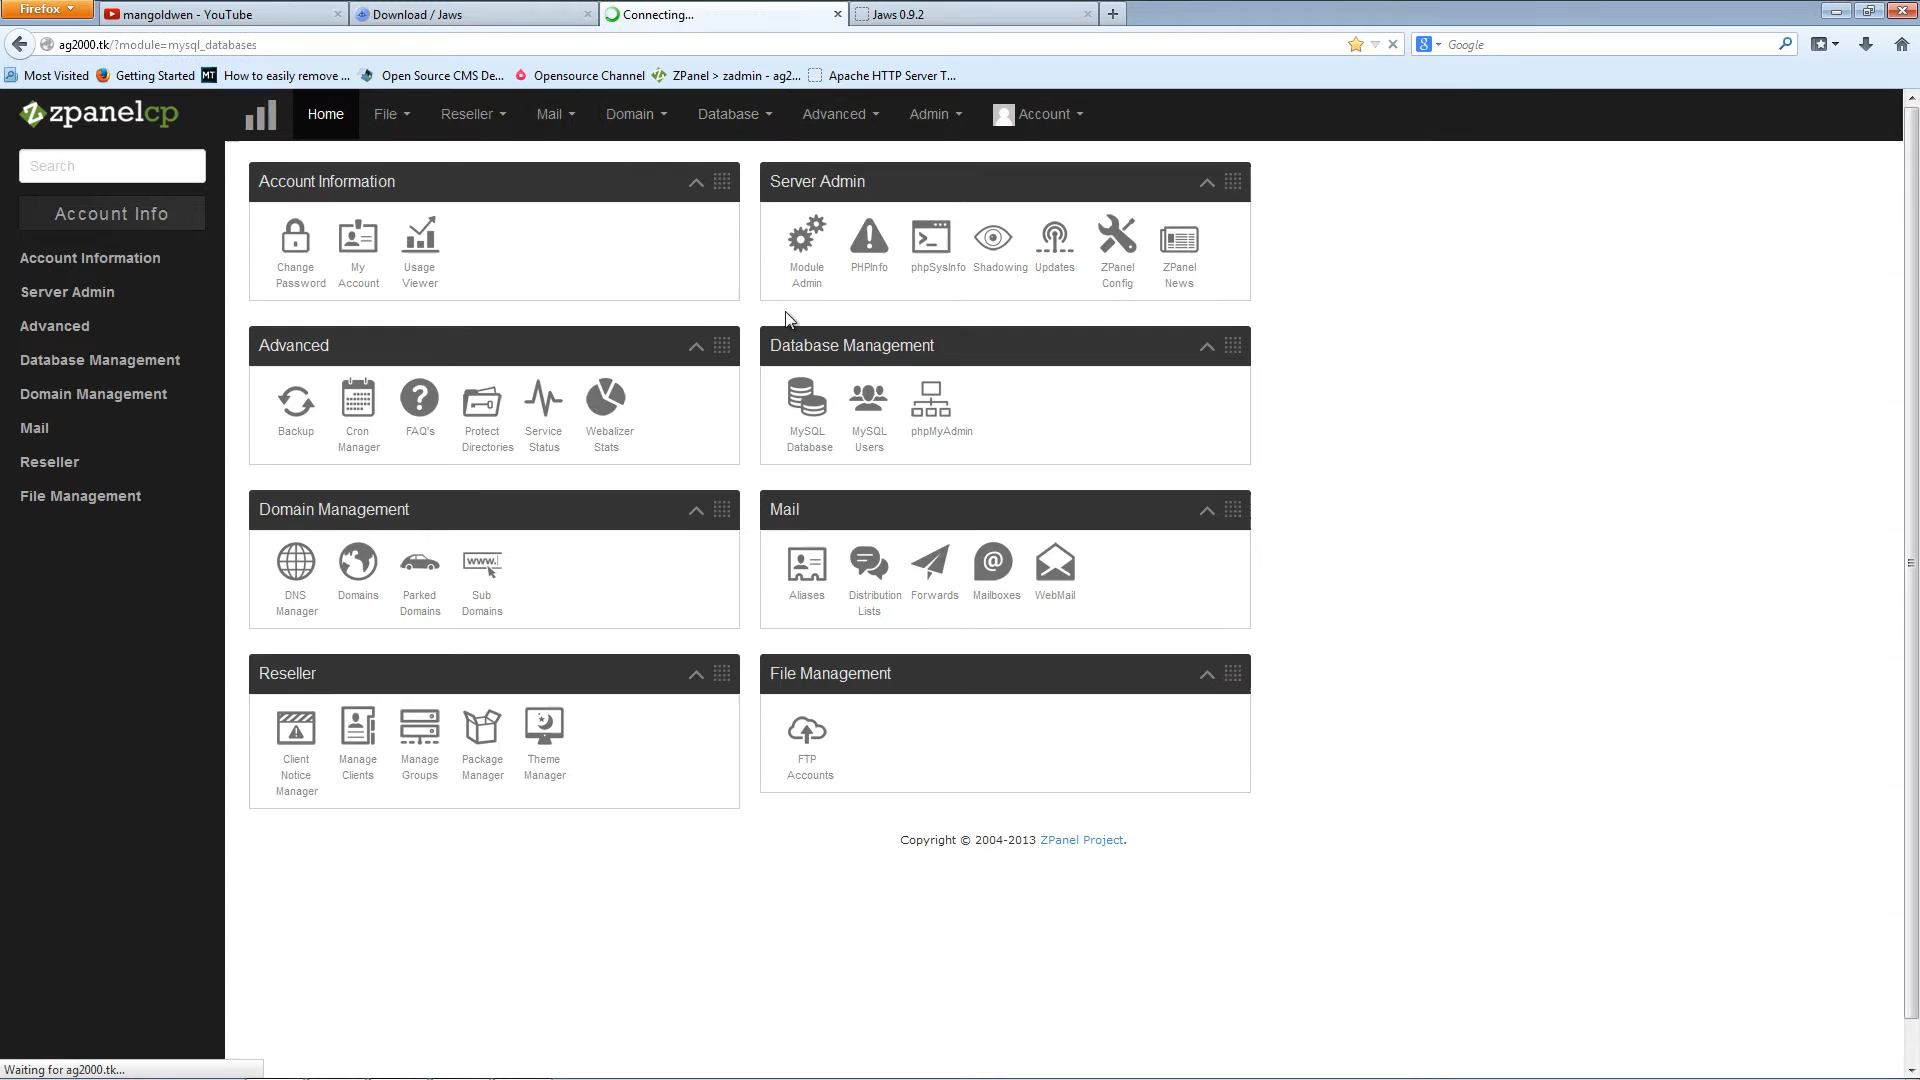 Firefox
mangoldwen - YouTube
Download / Jaws
Connecting...
Jaws 0.9.2
ag2000.tk/?module=mysql_databases
Google
Most Visited
Getting Started
How to easily remove ...
Open Source CMS De...
Opensource Channel
ZPanel > zadmin - ag2...
Apache HTTP Server T...
zpanelcp
Home
File
Reseller
Mail
Domain
Database
Advanced
Admin
Account
Search
Account Info
Account Information
Server Admin
Advanced
Database Management
Domain Management
Mail
Reseller
File Management
Account Information
Change
Password
My
Account
Usage
Viewer
Server Admin
Module
Admin
PHPInfo
phpSysInfo
Shadowing
Updates
ZPanel
Config
ZPanel
News
Advanced
Backup
Cron
Manager
FAQ's
Protect
Directories
Service
Status
Webalizer
Stats
Database Management
MySQL
Database
MySQL
Users
phpMyAdmin
Domain Management
DNS
Manager
Domains
Parked
Domains
www.
Sub
Domains
Mail
Aliases
Distribution
Lists
Forwards
Mailboxes
WebMail
Reseller
Client
Notice
Manager
Manage
Clients
Manage
Groups
Package
Manager
Theme
Manager
File Management
FTP
Accounts
Copyright © 2004-2013 ZPanel Project.
Waiting for ag2000.tk...